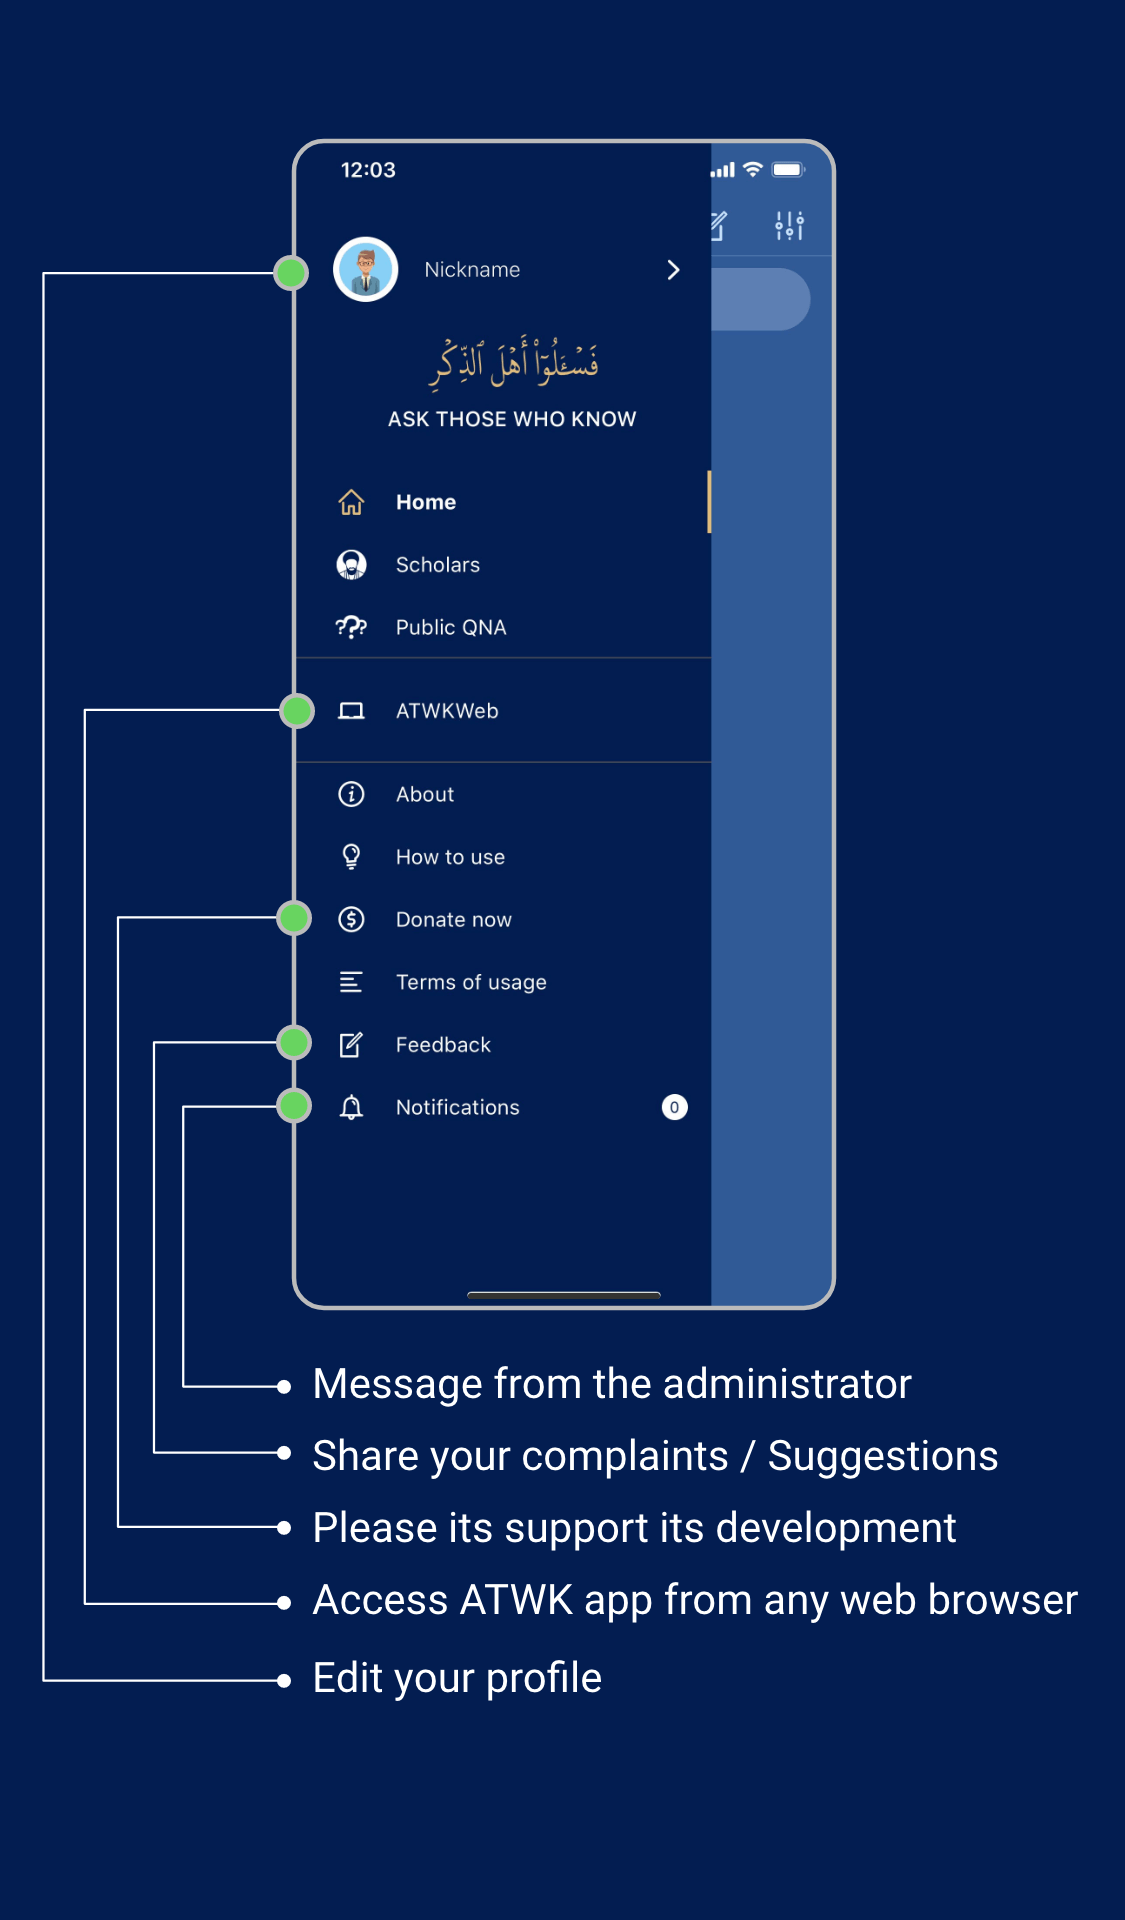 12:03
Nickname
فَسْـَٔلُوٓا۟ أَهْلَ ٱلذِّكْرِ
ASK THOSE WHO KNOW
Home
Scholars
Public QNA
ATWKWeb
About
How to use
Donate now
Terms of usage
Feedback
Notifications 0
Message from the administrator
Share your complaints / Suggestions
Please its support its development
Access ATWK app from any web browser
Edit your profile